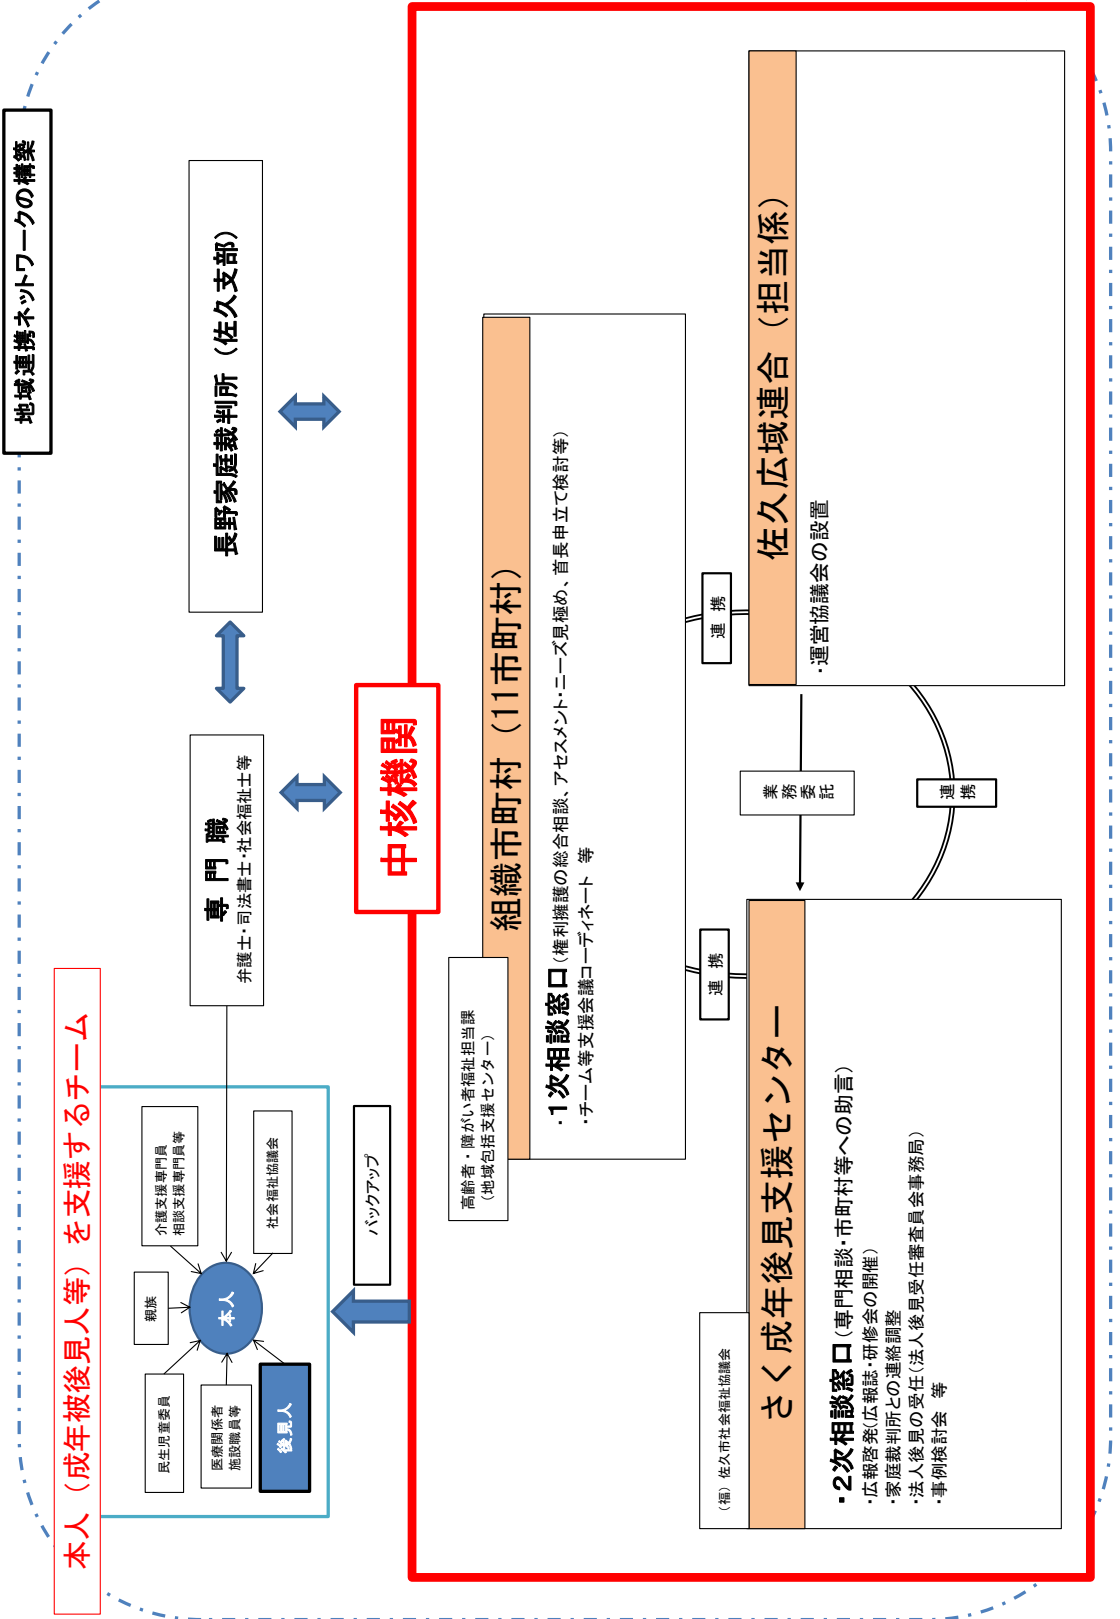 地域連携ネットワークの構築
本人（成年被後見人等）を支援するチーム
民生児童委員
親族
介護支援専門員
相談支援専門員等
医療関係者
施設職員等
本人
社会福祉協議会
後見人
専 門 職
弁護士・司法書士・社会福祉士等
長野家庭裁判所（佐久支部）
バックアップ
中核機関
高齢者・障がい者福祉担当課
（地域包括支援センター）
組織市町村（11市町村）
・1次相談窓口（権利擁護の総合相談、アセスメント・ニーズ見極め、首長申立て検討等）
・チーム等支援会議コーディネート 等
連 携
連 携
（福）佐久市社会福祉協議会
さく成年後見支援センター
・2次相談窓口（専門相談・市町村等への助言）
・広報啓発(広報誌・研修会の開催）
・家庭裁判所との連絡調整
・法人後見の受任（法人後見受任審査員会事務局）
・事例検討会 等
業務
委託
連
携
佐久広域連合（担当係）
・運営協議会の設置